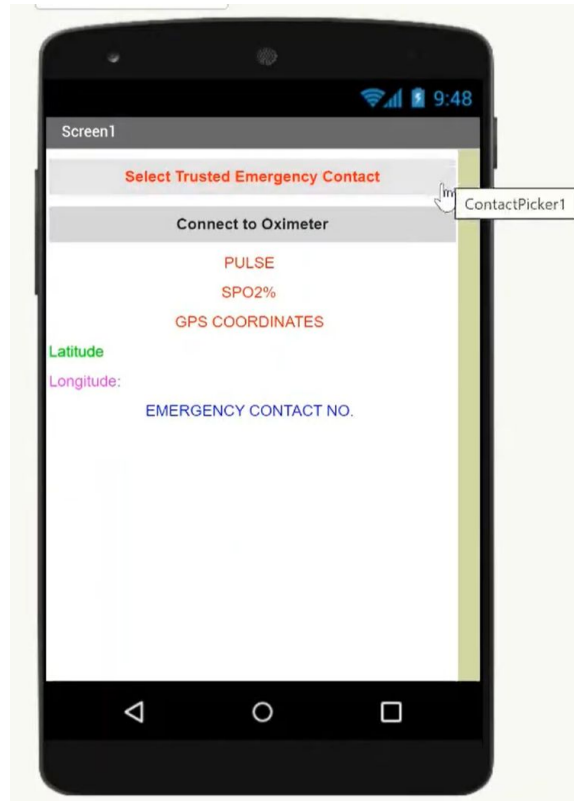 9:48
Screen1
Select Trusted Emergency Contact
ContactPicker1
Connect to Oximeter
PULSE
SPO2%
GPS COORDINATES
Latitude
Longitude:
EMERGENCY CONTACT NO.